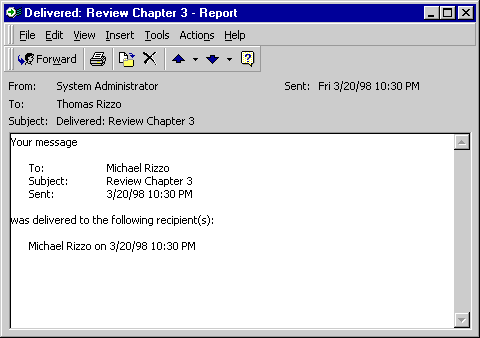 Delivered: Review Chapter 3 - Report
File Edit View Insert Tools Actions Help
Forward
From: System Administrator Sent: Fri 3/20/98 10:30 PM
To: Thomas Rizzo
Subject: Delivered: Review Chapter 3
Your message
To: Michael Rizzo
Subject: Review Chapter 3
Sent: 3/20/98 10:30 PM
was delivered to the following recipient(s):
Michael Rizzo on 3/20/98 10:30 PM